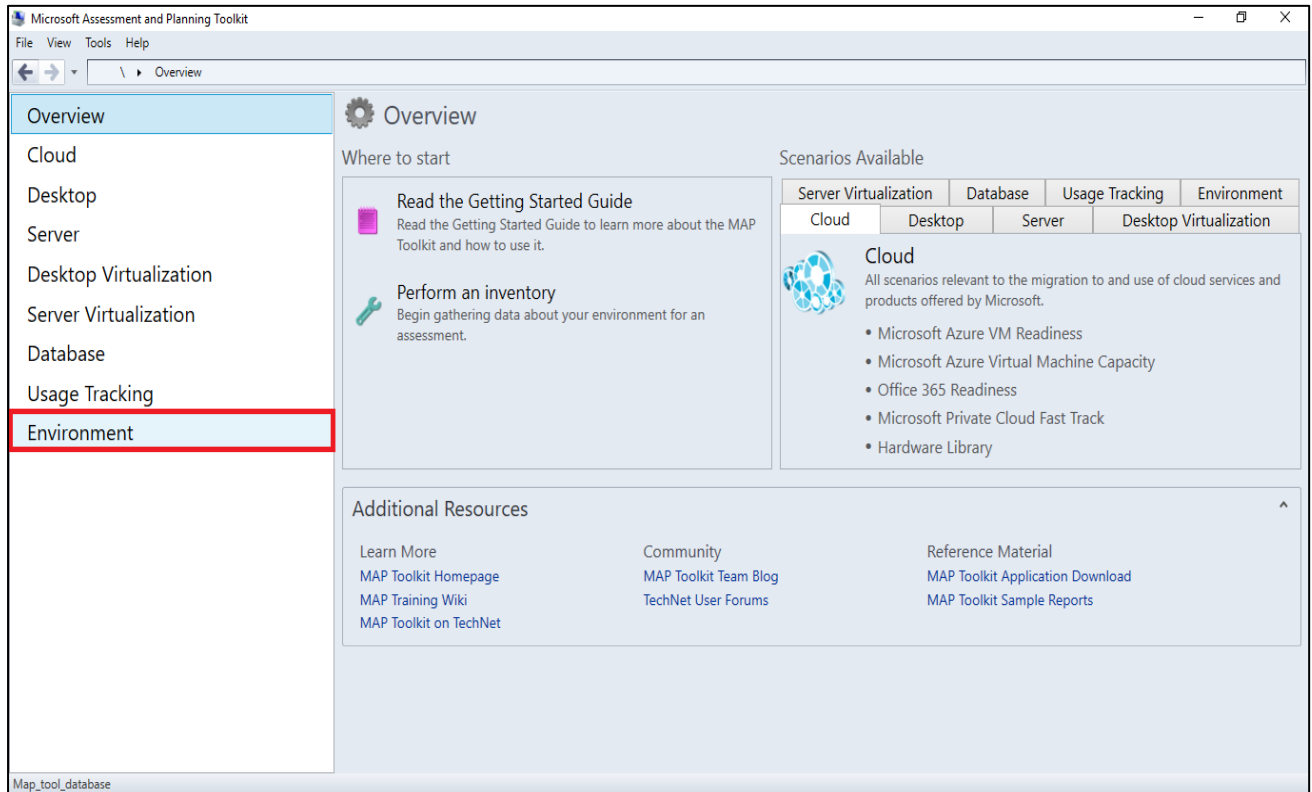 Microsoft Assessment and Planning Toolkit
File View Tools Help
\ Overview
Overview
Cloud
Desktop
Server
Desktop Virtualization
Server Virtualization
Database
Usage Tracking
Environment
Overview
Where to start
Read the Getting Started Guide
Read the Getting Started Guide to learn more about the MAP
Toolkit and how to use it.
Perform an inventory
Begin gathering data about your environment for an
assessment.
Scenarios Available
Server Virtualization Database Usage Tracking Environment
Cloud Desktop Server Desktop Virtualization
Cloud
All scenarios relevant to the migration to and use of cloud services and
products offered by Microsoft.
• Microsoft Azure VM Readiness
• Microsoft Azure Virtual Machine Capacity
• Office 365 Readiness
• Microsoft Private Cloud Fast Track
• Hardware Library
Additional Resources
Learn More
MAP Toolkit Homepage
MAP Training Wiki
MAP Toolkit on TechNet
Community
MAP Toolkit Team Blog
TechNet User Forums
Reference Material
MAP Toolkit Application Download
MAP Toolkit Sample Reports
Map_tool_database